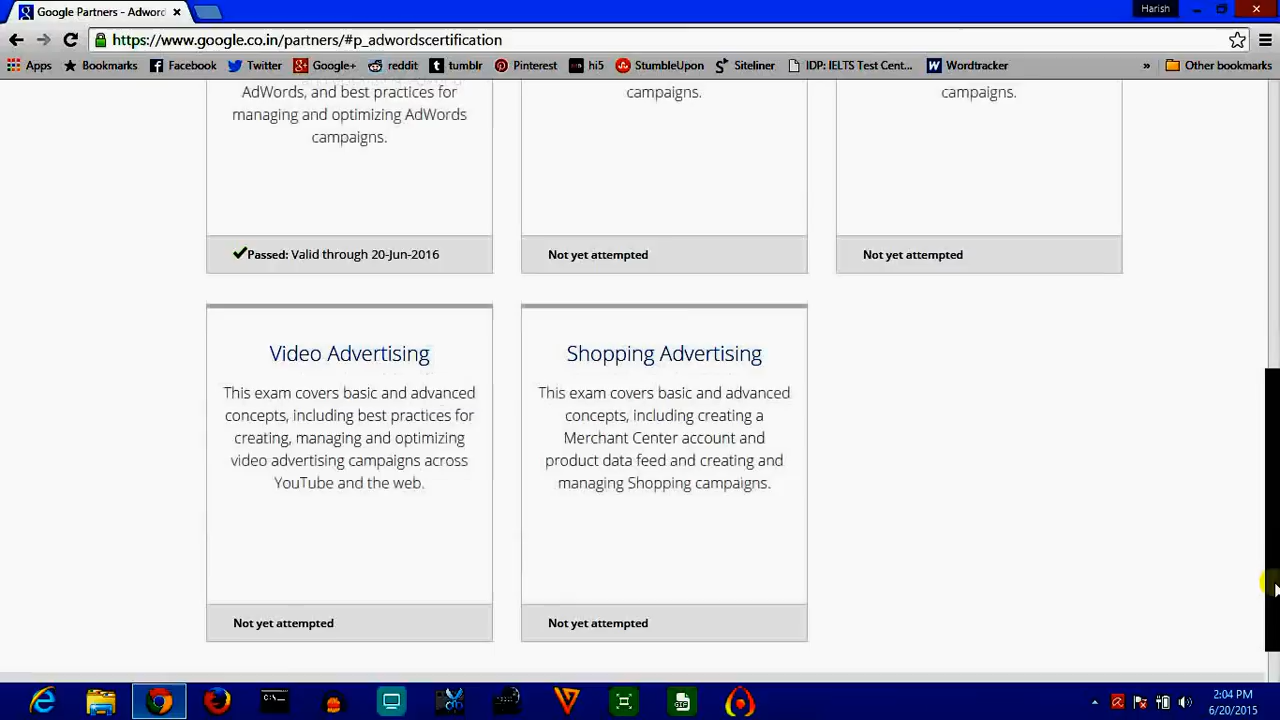 Google Partners - Adword
Harish
https://www.google.co.in/partners/#p_adwordscertification
Apps
Bookmarks
Facebook
Twitter
Google+
reddit
tumblr
Pinterest
hi5
StumbleUpon
Siteliner
IDP: IELTS Test Cent...
Wordtracker
»
Other bookmarks
AdWords, and best practices for
managing and optimizing AdWords
campaigns.
campaigns.
campaigns.
Passed: Valid through 20-Jun-2016
Not yet attempted
Not yet attempted
Video Advertising
This exam covers basic and advanced
concepts, including best practices for
creating, managing and optimizing
video advertising campaigns across
YouTube and the web.
Not yet attempted
Shopping Advertising
This exam covers basic and advanced
concepts, including creating a
Merchant Center account and
product data feed and creating and
managing Shopping campaigns.
Not yet attempted
GIF
2:04 PM
6/20/2015